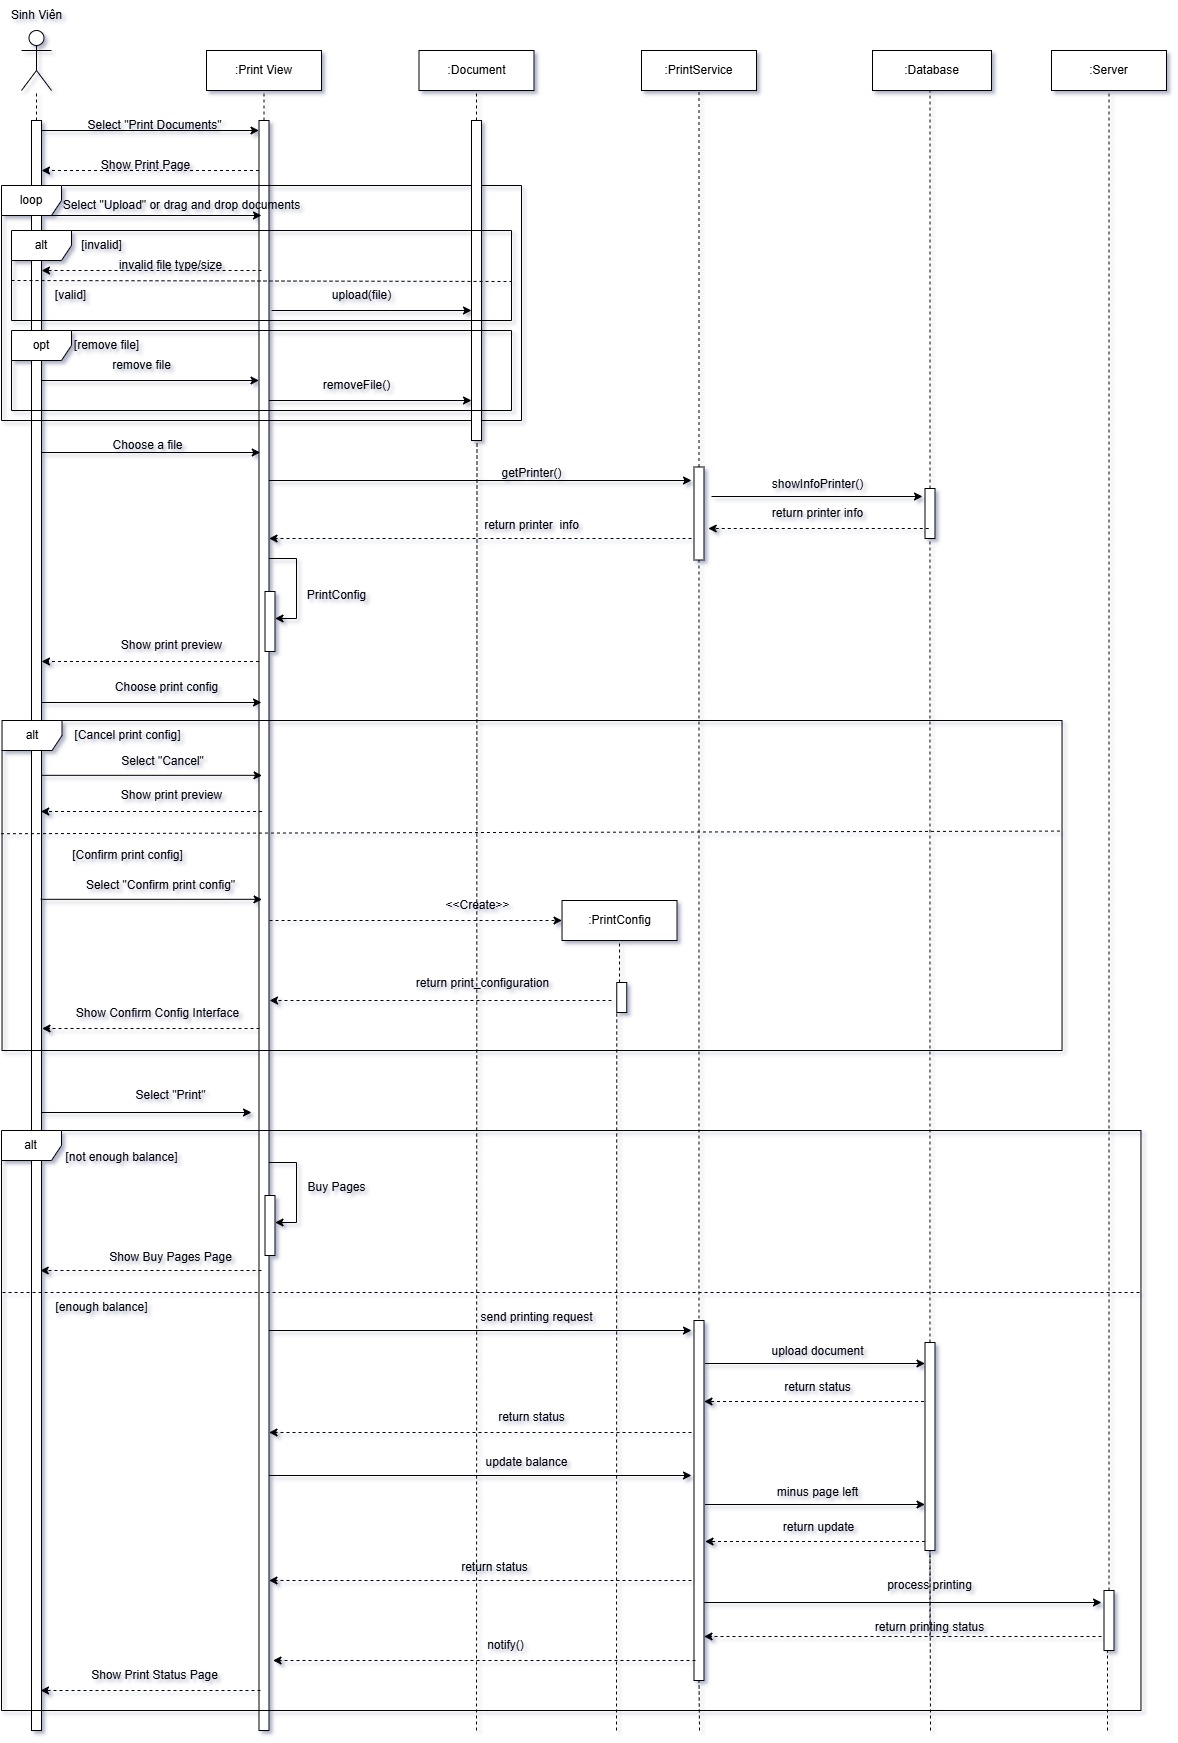 Sinh Viên
:Print View
:Document
:PrintService
:Database
:Server
Select "Print Documents"
Show Print Page
loop
Select "Upload" or drag and drop documents
alt
[invalid]
invalid file type/size
[valid]
upload(file)
opt
[remove file]
remove file
removeFile()
Choose a file
getPrinter()
showInfoPrinter()
return printer info
return printer info
PrintConfig
Show print preview
Choose print config
alt
[Cancel print config]
Select "Cancel"
Show print preview
[Confirm print config]
Select "Confirm print config"
<<Create>>
:PrintConfig
return print_configuration
Show Confirm Config Interface
Select "Print"
alt
[not enough balance]
Buy Pages
Show Buy Pages Page
[enough balance]
send printing request
upload document
return status
return status
update balance
minus page left
return update
return status
process printing
return printing status
notify()
Show Print Status Page